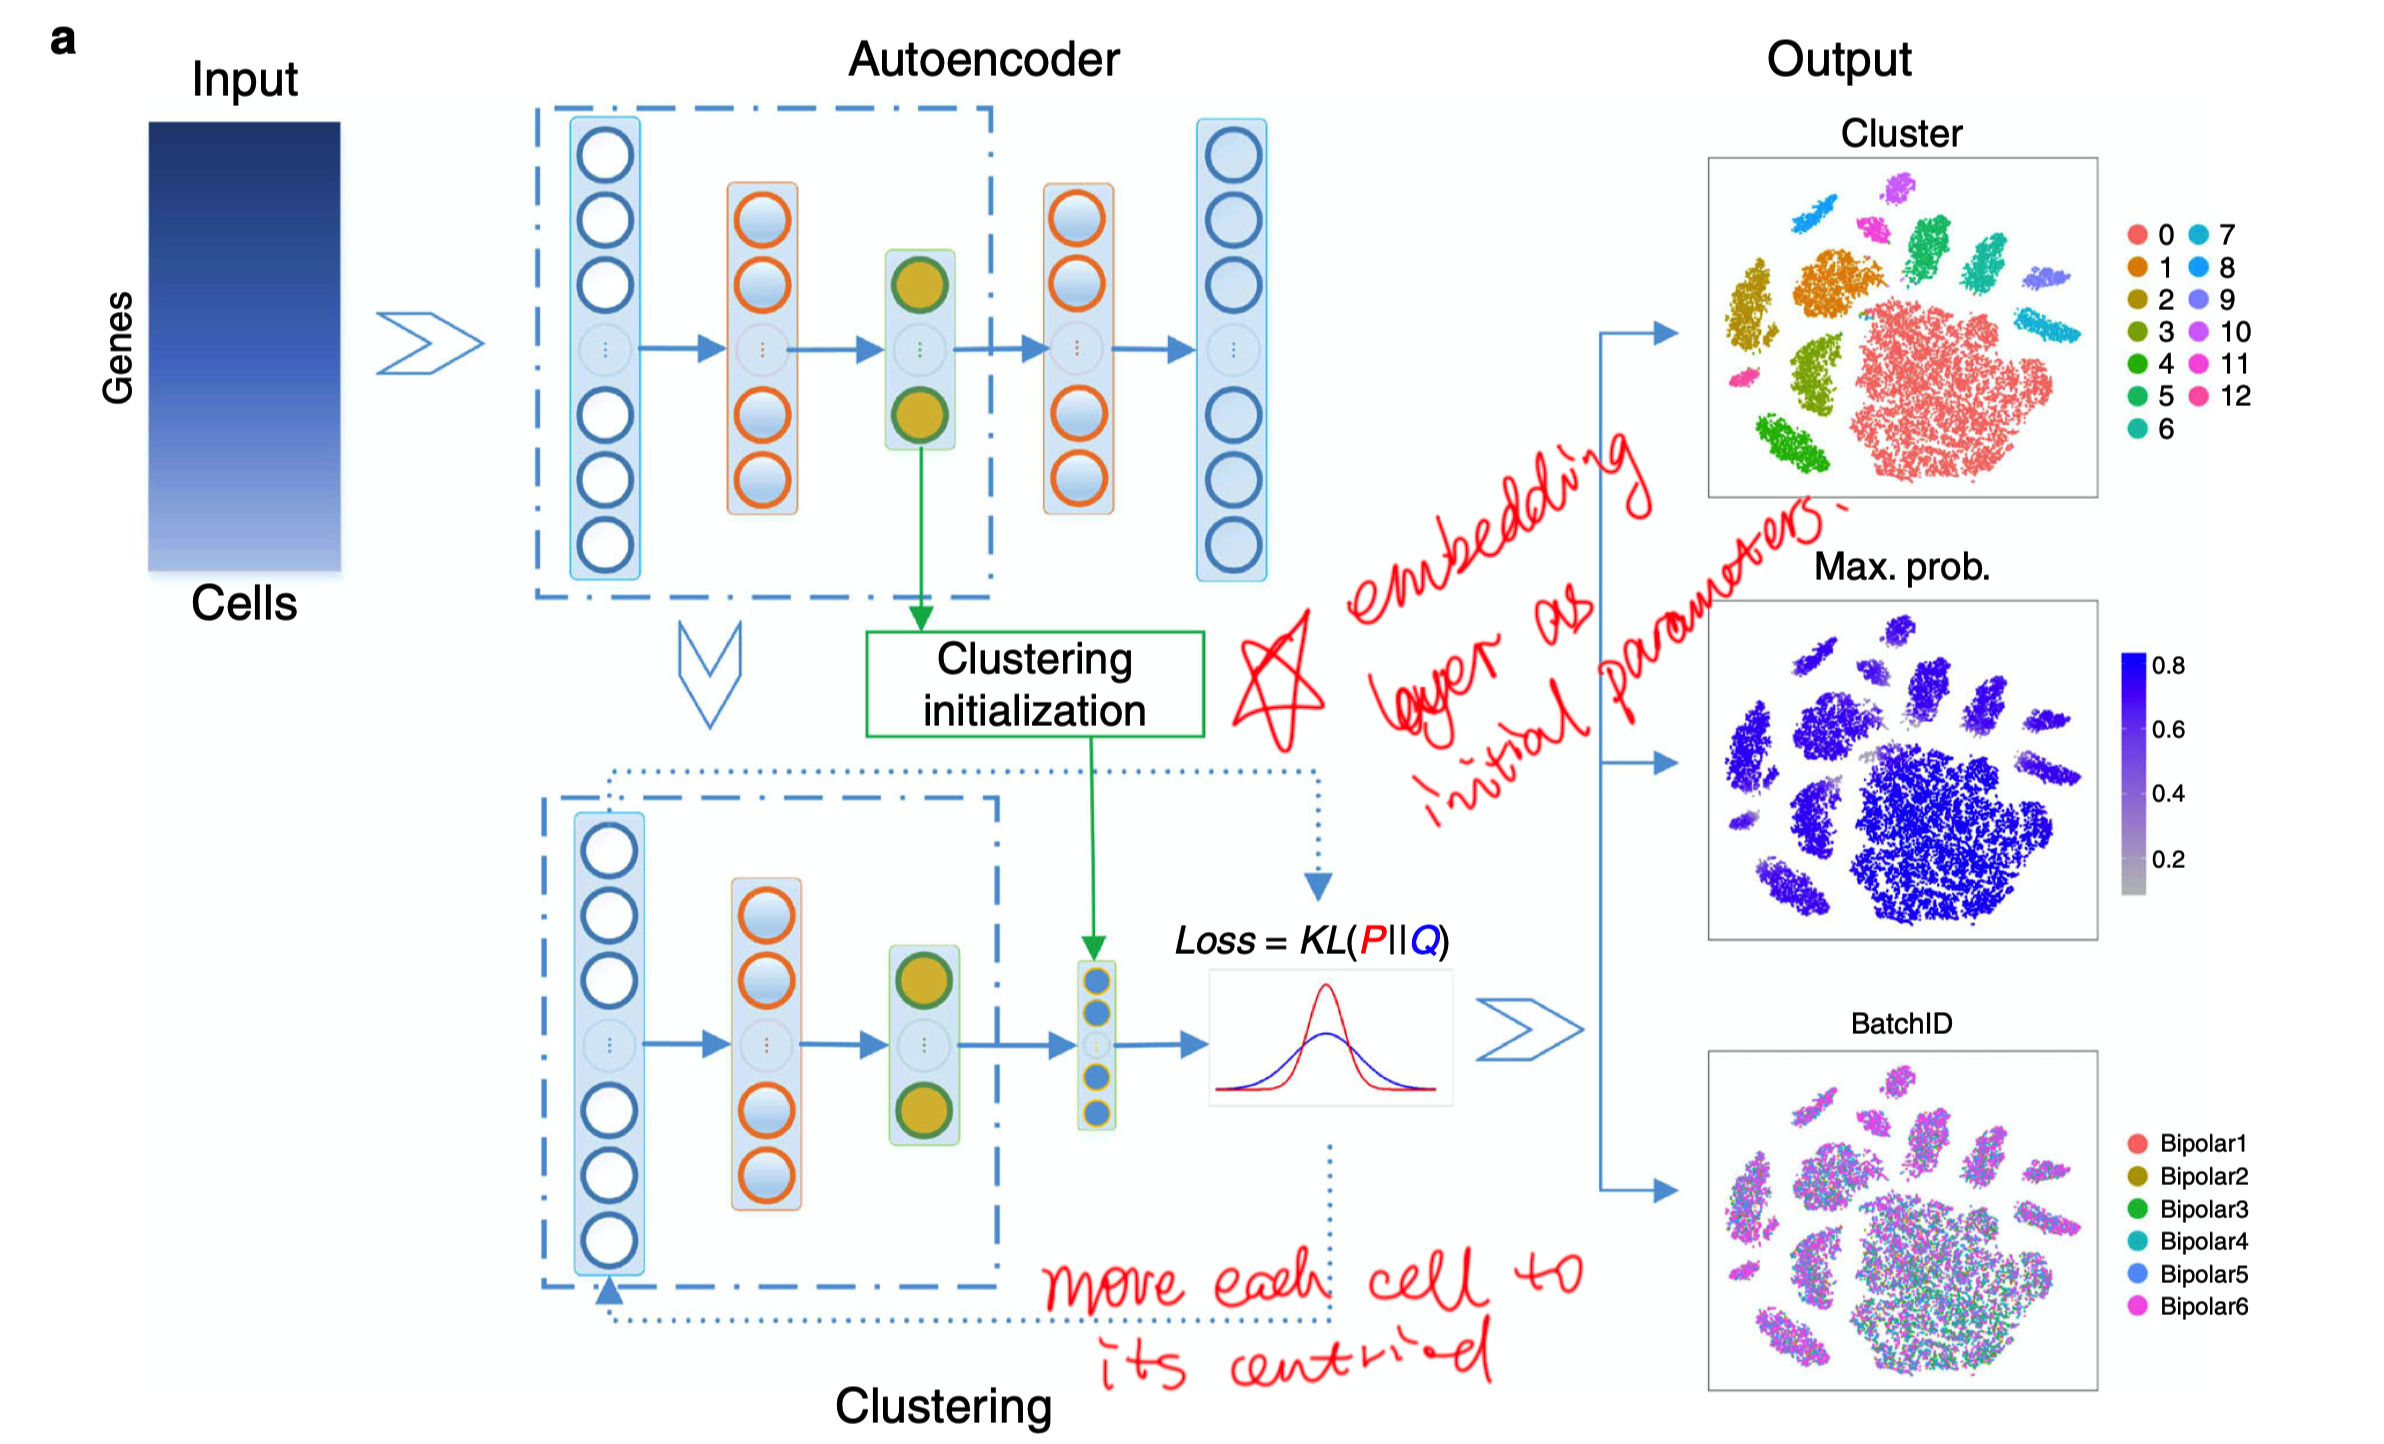 a
Input
Genes
Cells
Autoencoder
Clustering
initialization
embedding
layer as
initial parameters.
Loss = KL(P||Q)
move each cell to
its centriod
Clustering
Output
Cluster
0 7
1 8
2 9
3 10
4 11
5 12
6
Max. prob.
0.8
0.6
0.4
0.2
BatchID
Bipolar1
Bipolar2
Bipolar3
Bipolar4
Bipolar5
Bipolar6